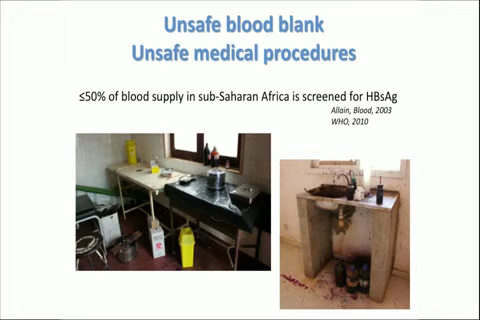 Unsafe blood blank
Unsafe medical procedures
≤50% of blood supply in sub-Saharan Africa is screened for HBsAg
Allain, Blood, 2003
WHO, 2010